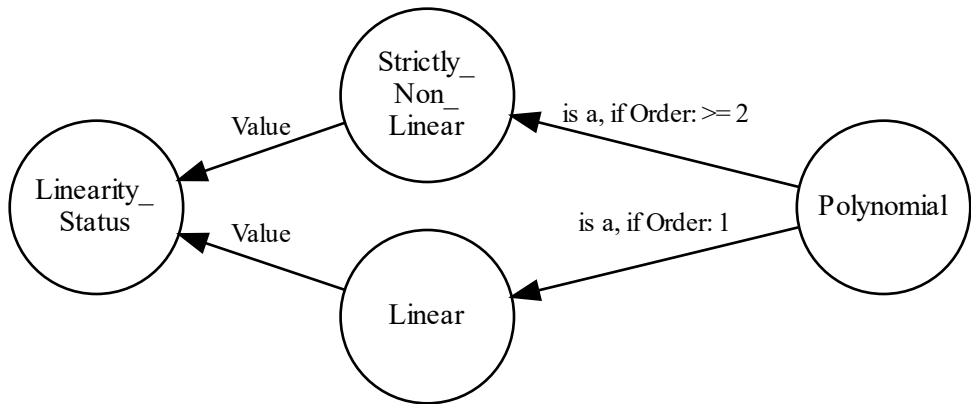 Strictly_
Non_
Linear
Value
is a, if Order: >= 2
Linearity_
Status
Polynomial
Value
is a, if Order: 1
Linear